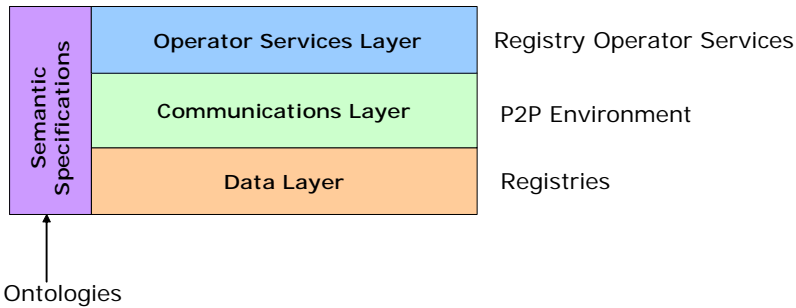 Semantic
Specifications
Operator Services Layer
Registry Operator Services
Communications Layer
P2P Environment
Data Layer
Registries
Ontologies